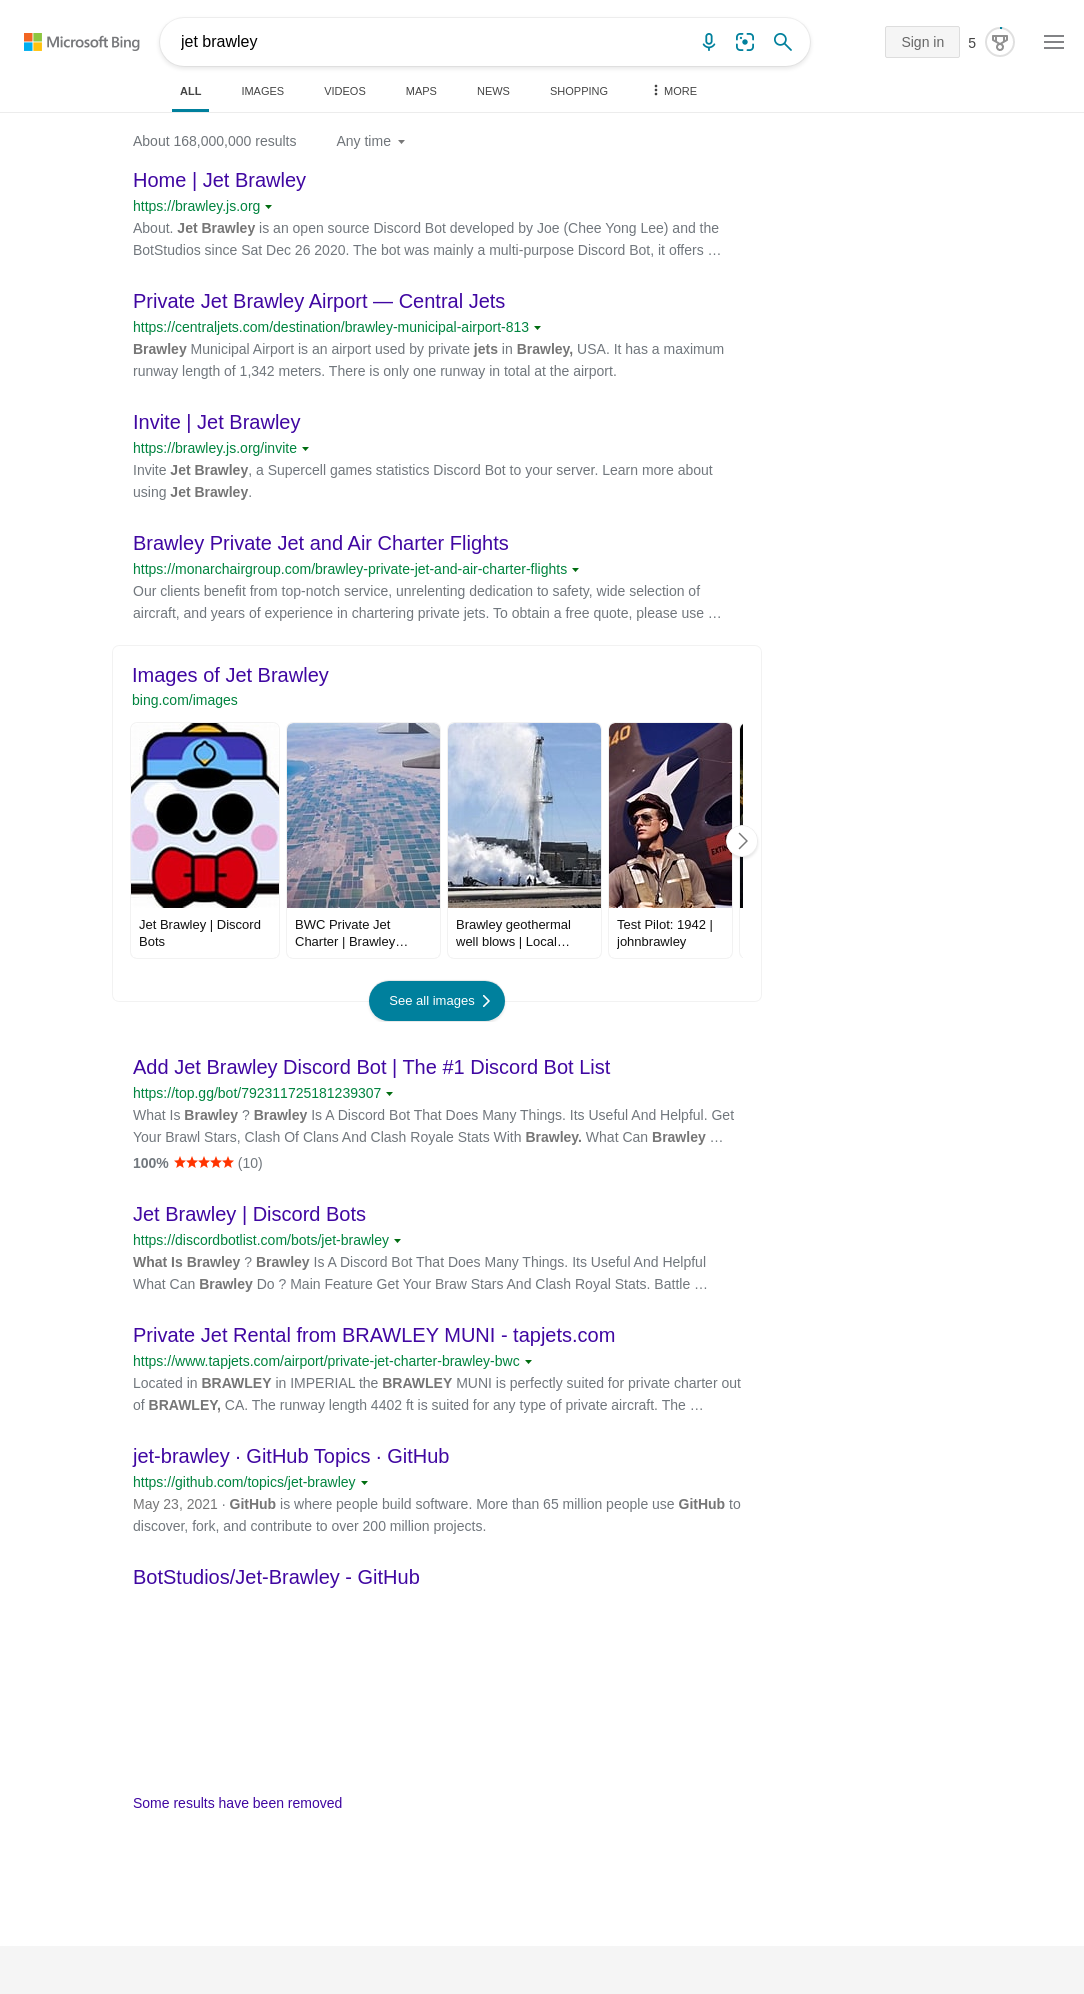 Microsoft Bing
jet brawley
Sign in
5
ALL
IMAGES
VIDEOS
MAPS
NEWS
SHOPPING
MORE
About 168,000,000 results
Any time
Home | Jet Brawley
https://brawley.js.org
About. Jet Brawley is an open source Discord Bot developed by Joe (Chee Yong Lee) and the
BotStudios since Sat Dec 26 2020. The bot was mainly a multi-purpose Discord Bot, it offers …
Private Jet Brawley Airport — Central Jets
https://centraljets.com/destination/brawley-municipal-airport-813
Brawley Municipal Airport is an airport used by private jets in Brawley, USA. It has a maximum
runway length of 1,342 meters. There is only one runway in total at the airport.
Invite | Jet Brawley
https://brawley.js.org/invite
Invite Jet Brawley, a Supercell games statistics Discord Bot to your server. Learn more about
using Jet Brawley.
Brawley Private Jet and Air Charter Flights
https://monarchairgroup.com/brawley-private-jet-and-air-charter-flights
Our clients benefit from top-notch service, unrelenting dedication to safety, wide selection of
aircraft, and years of experience in chartering private jets. To obtain a free quote, please use …
Images of Jet Brawley
bing.com/images
40
EXTIN
Jet Brawley | Discord
Bots
BWC Private Jet
Charter | Brawley…
Brawley geothermal
well blows | Local…
Test Pilot: 1942 |
johnbrawley
See all images
Add Jet Brawley Discord Bot | The #1 Discord Bot List
https://top.gg/bot/792311725181239307
What Is Brawley ? Brawley Is A Discord Bot That Does Many Things. Its Useful And Helpful. Get
Your Brawl Stars, Clash Of Clans And Clash Royale Stats With Brawley. What Can Brawley …
100% ★★★★★ (10)
Jet Brawley | Discord Bots
https://discordbotlist.com/bots/jet-brawley
What Is Brawley ? Brawley Is A Discord Bot That Does Many Things. Its Useful And Helpful
What Can Brawley Do ? Main Feature Get Your Braw Stars And Clash Royal Stats. Battle …
Private Jet Rental from BRAWLEY MUNI - tapjets.com
https://www.tapjets.com/airport/private-jet-charter-brawley-bwc
Located in BRAWLEY in IMPERIAL the BRAWLEY MUNI is perfectly suited for private charter out
of BRAWLEY, CA. The runway length 4402 ft is suited for any type of private aircraft. The …
jet-brawley · GitHub Topics · GitHub
https://github.com/topics/jet-brawley
May 23, 2021 · GitHub is where people build software. More than 65 million people use GitHub to
discover, fork, and contribute to over 200 million projects.
BotStudios/Jet-Brawley - GitHub
Some results have been removed